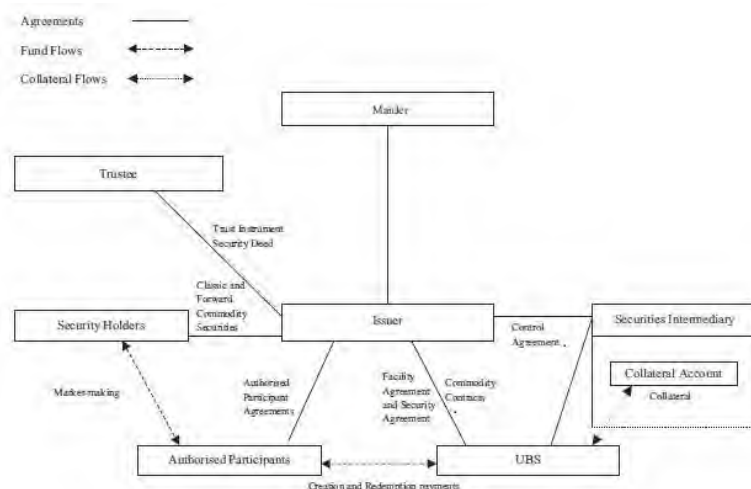 Agreements
Fund Flows
Collateral Flows
Trustee
Trust Instrument
Security Deed
Classic and
Forward
Commodity
Securities
Security Holders
Issuer
Control
Agreement
Securities Intermediary
Collateral Account
Collateral
Market-making
Authorised
Participant
Agreements
Facility
Agreement
and Security
Agreement
Commodity
Contracts
Authorised Participants
UBS
Creation and Redemption payments